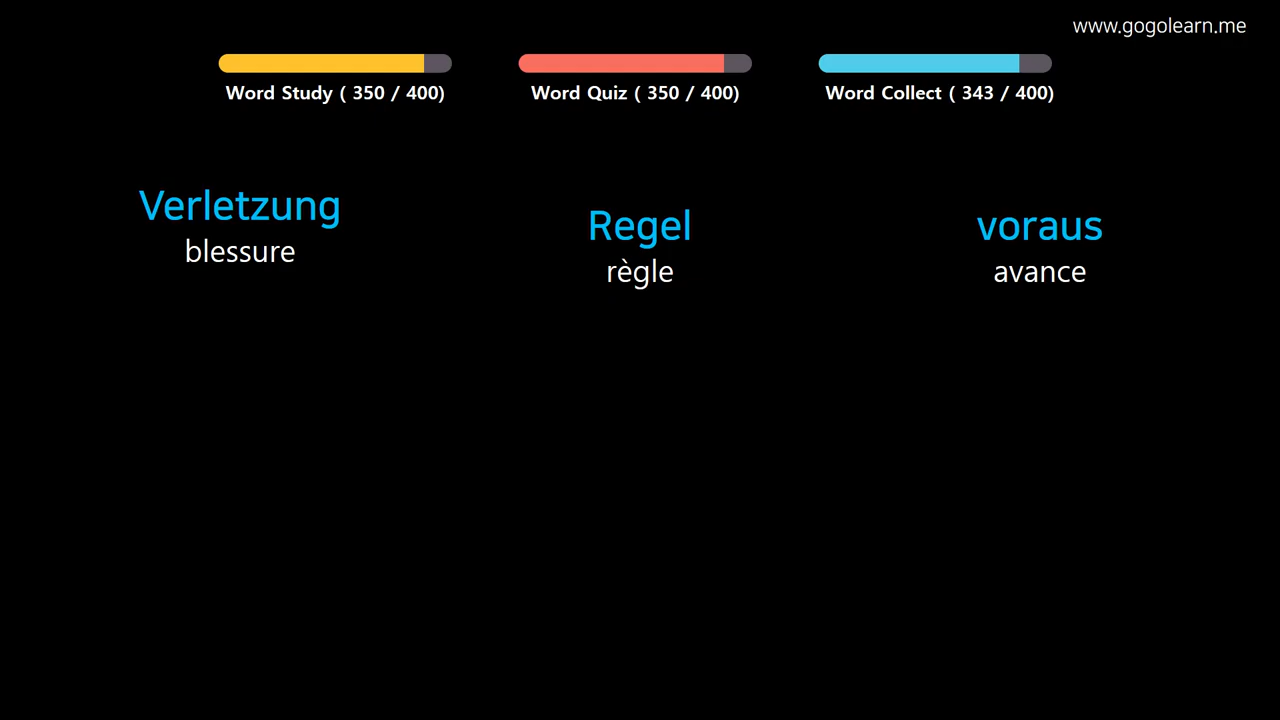 www.gogolearn.me
Word Study ( 350 / 400)
Word Quiz ( 350 / 400)
Word Collect ( 343 / 400)
Verletzung
blessure
Regel
règle
voraus
avance